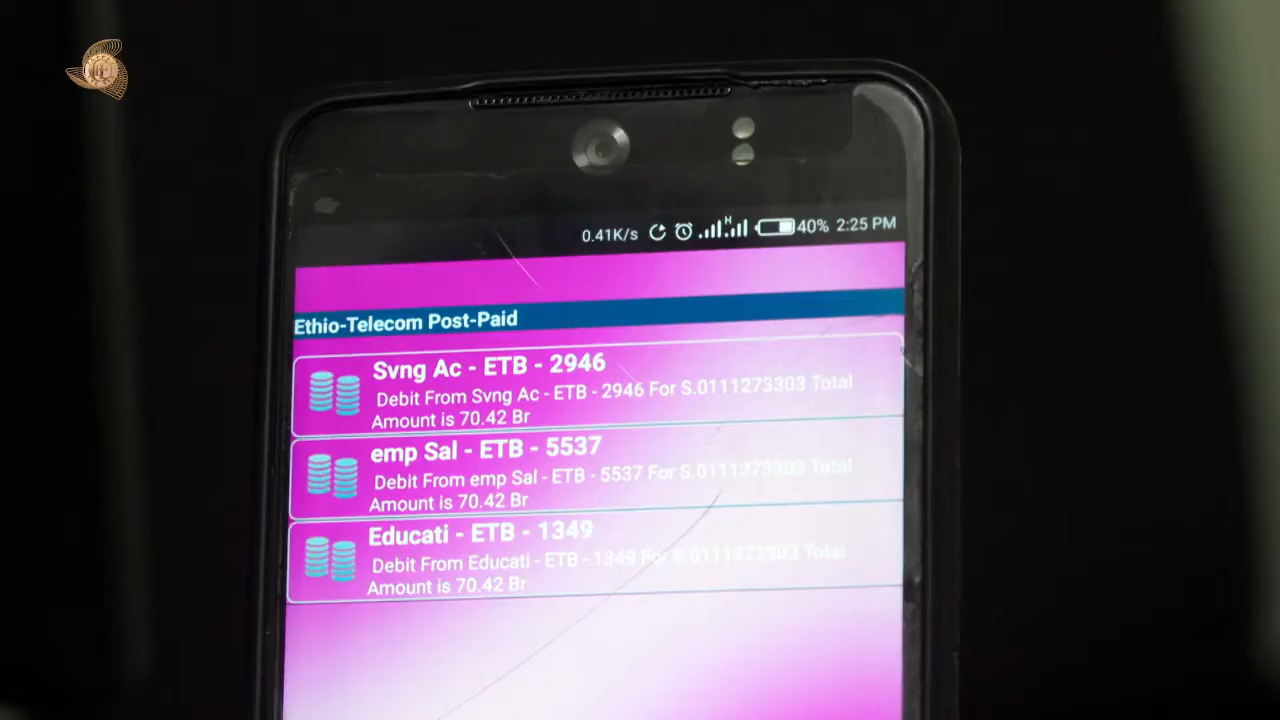 0.41K/s H 40% 2:25 PM
Ethio-Telecom Post-Paid
Svng Ac - ETB - 2946
Debit From Svng Ac - ETB - 2946 For S.0111273303 Total
Amount is 70.42 Br
emp Sal - ETB - 5537
Debit From emp Sal - ETB - 5537 For S.0111273303 Total
Amount is 70.42 Br
Educati - ETB - 1349
Debit From Educati - ETB - 1349 For S.0111273303 Total
Amount is 70.42 Br